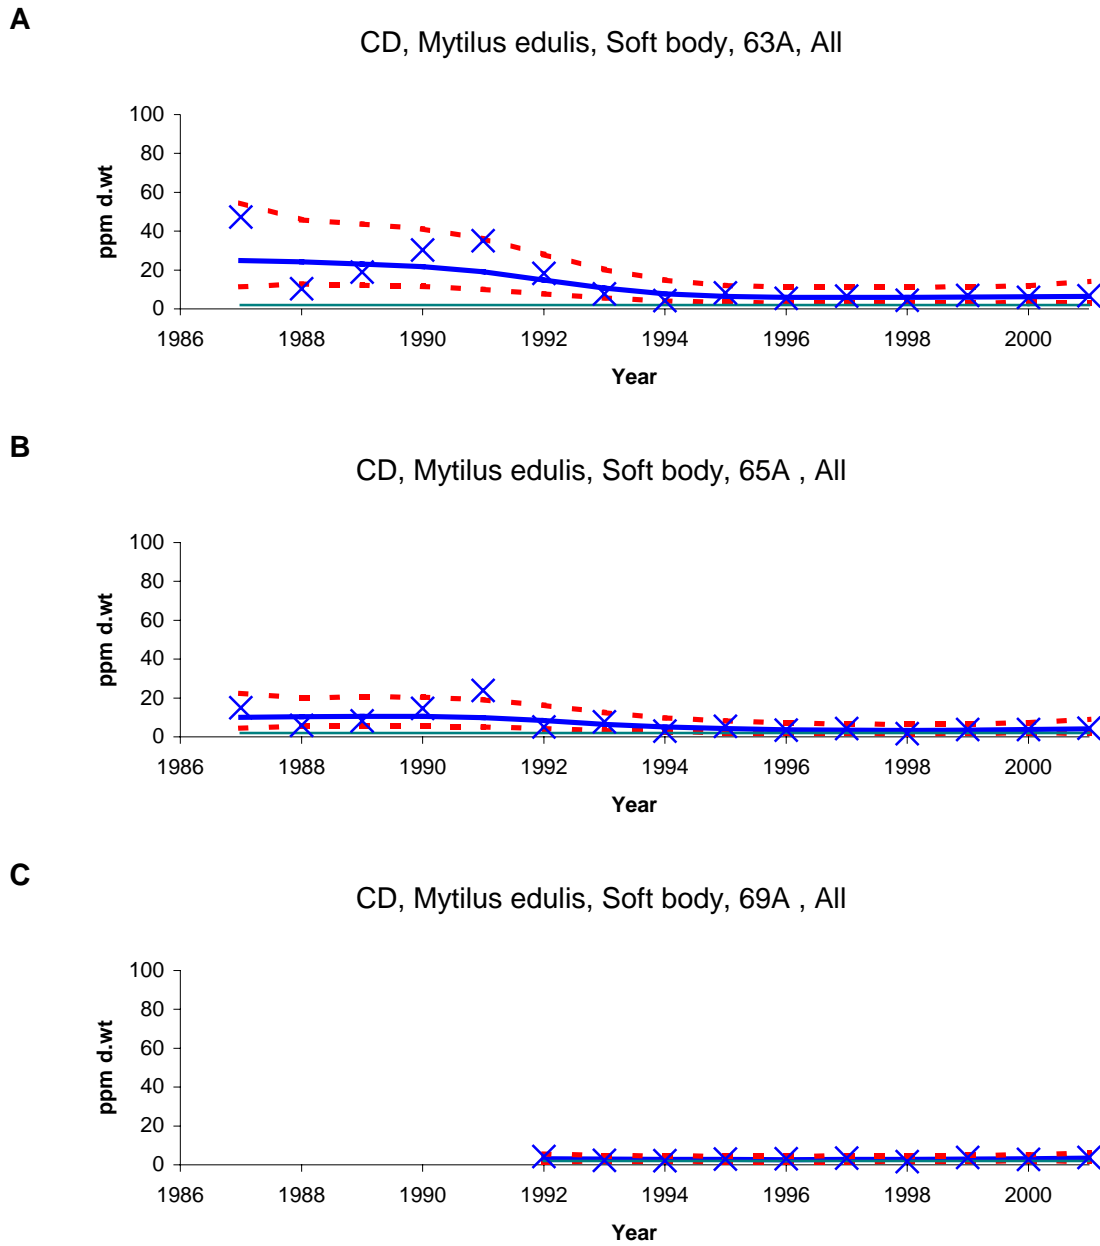 A
CD, Mytilus edulis, Soft body, 63A, All
100
80
60
40
20
0
ppm d.wt
1986 1988 1990 1992 1994 1996 1998 2000
Year
B
CD, Mytilus edulis, Soft body, 65A , All
100
80
60
40
20
0
ppm d.wt
1986 1988 1990 1992 1994 1996 1998 2000
Year
C
CD, Mytilus edulis, Soft body, 69A , All
100
80
60
40
20
0
ppm d.wt
1986 1988 1990 1992 1994 1996 1998 2000
Year